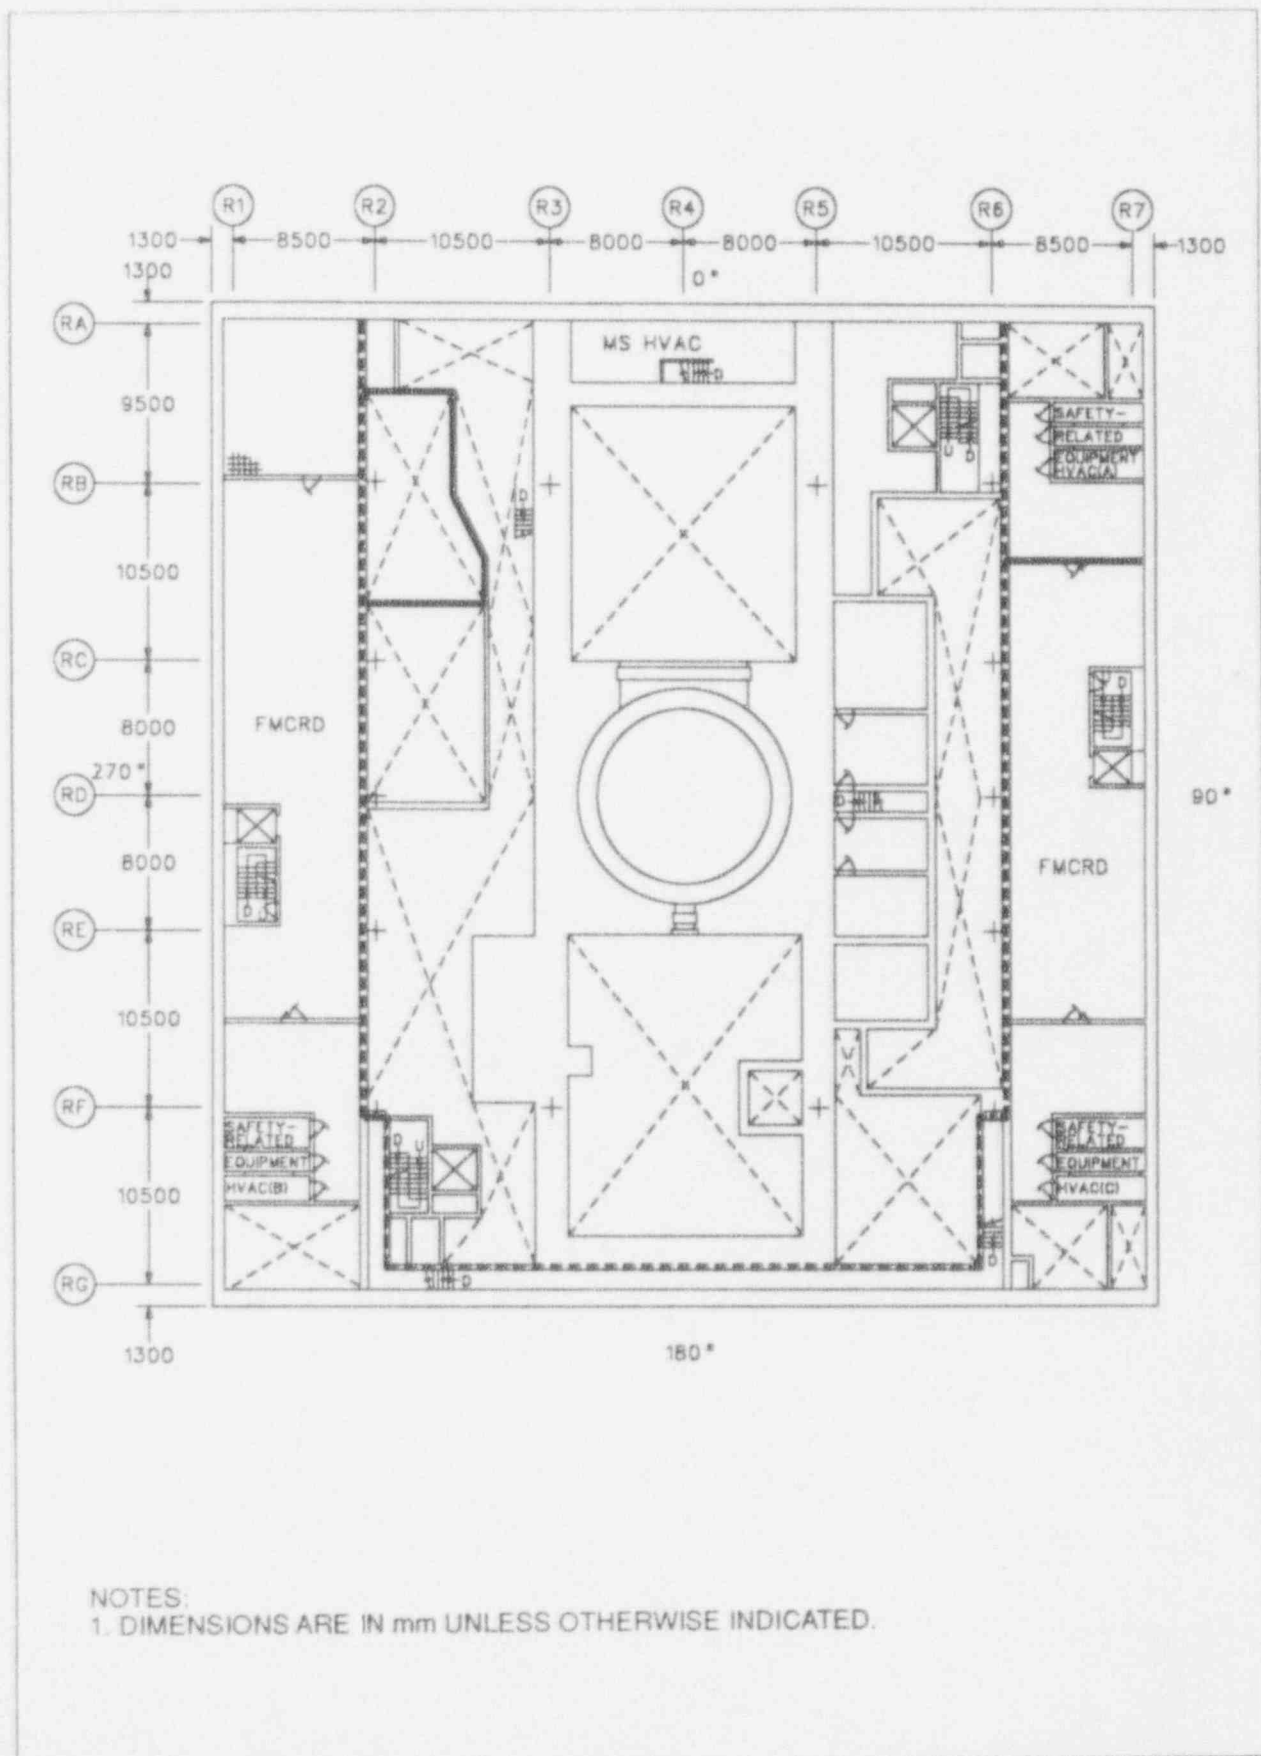 R1 R2 R3 R4 R5 R6 R7
1300 8500 10500 8000 8000 10500 8500 1300
1300
0°
RA
MS HVAC
D
9500
SAFETY-
RELATED
EQUIPMENT
HVAC(A)
U D
RB
D
10500
RC
D
8000
FMCRD
270°
RD
D
90°
8000
FMCRD
D U
RE
10500
RF
SAFETY-
RELATED
EQUIPMENT
HVAC(B)
D U
SAFETY-
RELATED
EQUIPMENT
HVAC(C)
10500
D
D
RG
1300
180°
NOTES:
1. DIMENSIONS ARE IN mm UNLESS OTHERWISE INDICATED.